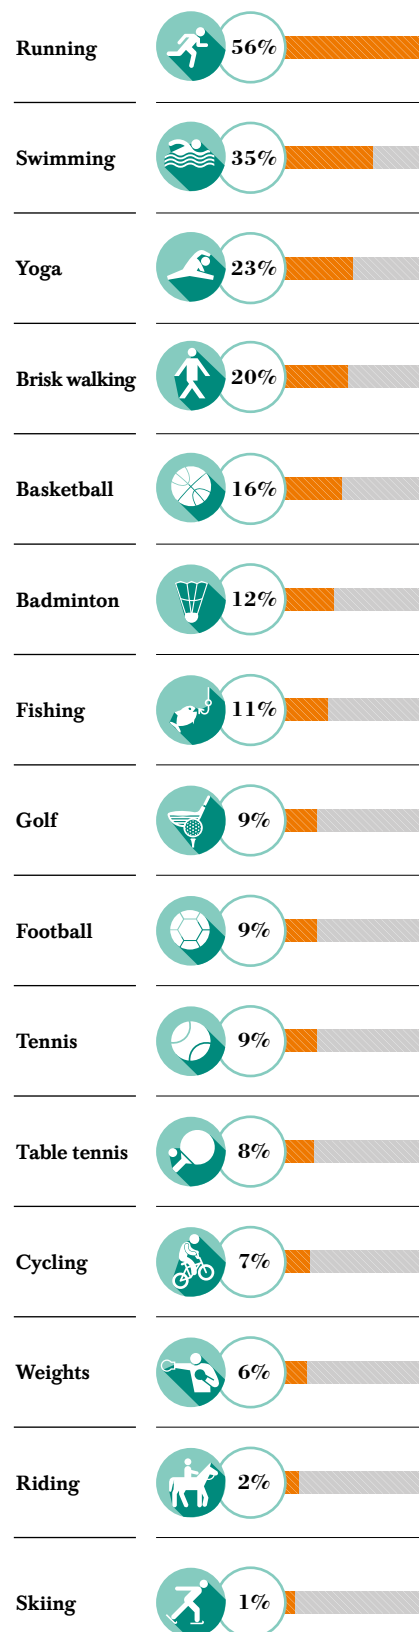 Running 56%
Swimming 35%
Yoga 23%
Brisk walking 20%
Basketball 16%
Badminton 12%
Fishing 11%
Golf 9%
Football 9%
Tennis 9%
Table tennis 8%
Cycling 7%
Weights 6%
Riding 2%
Skiing 1%